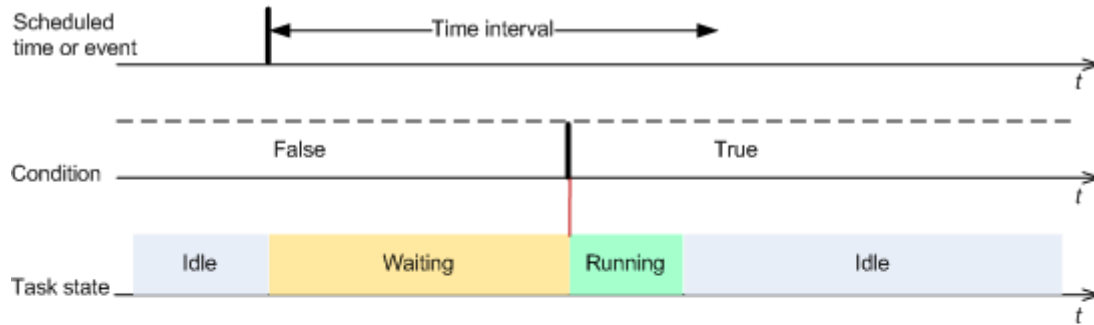 Scheduled
time or event
Time interval
t
False
True
Condition
t
Idle
Waiting
Running
Idle
Task state
t